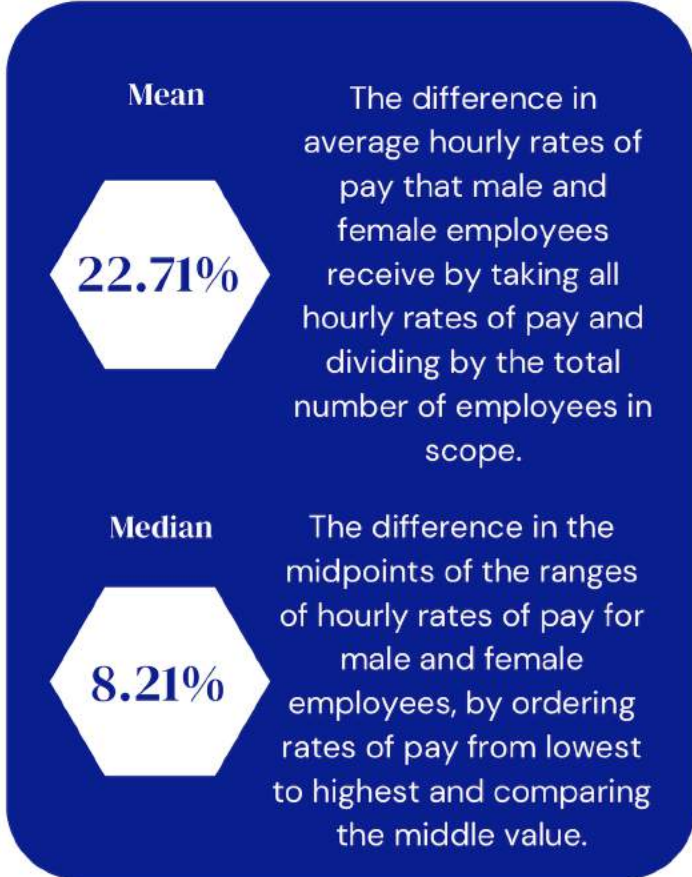 Mean
22.71%
The difference in
average hourly rates of
pay that male and
female employees
receive by taking all
hourly rates of pay and
dividing by the total
number of employees in
scope.
Median
8.21%
The difference in the
midpoints of the ranges
of hourly rates of pay for
male and female
employees, by ordering
rates of pay from lowest
to highest and comparing
the middle value.